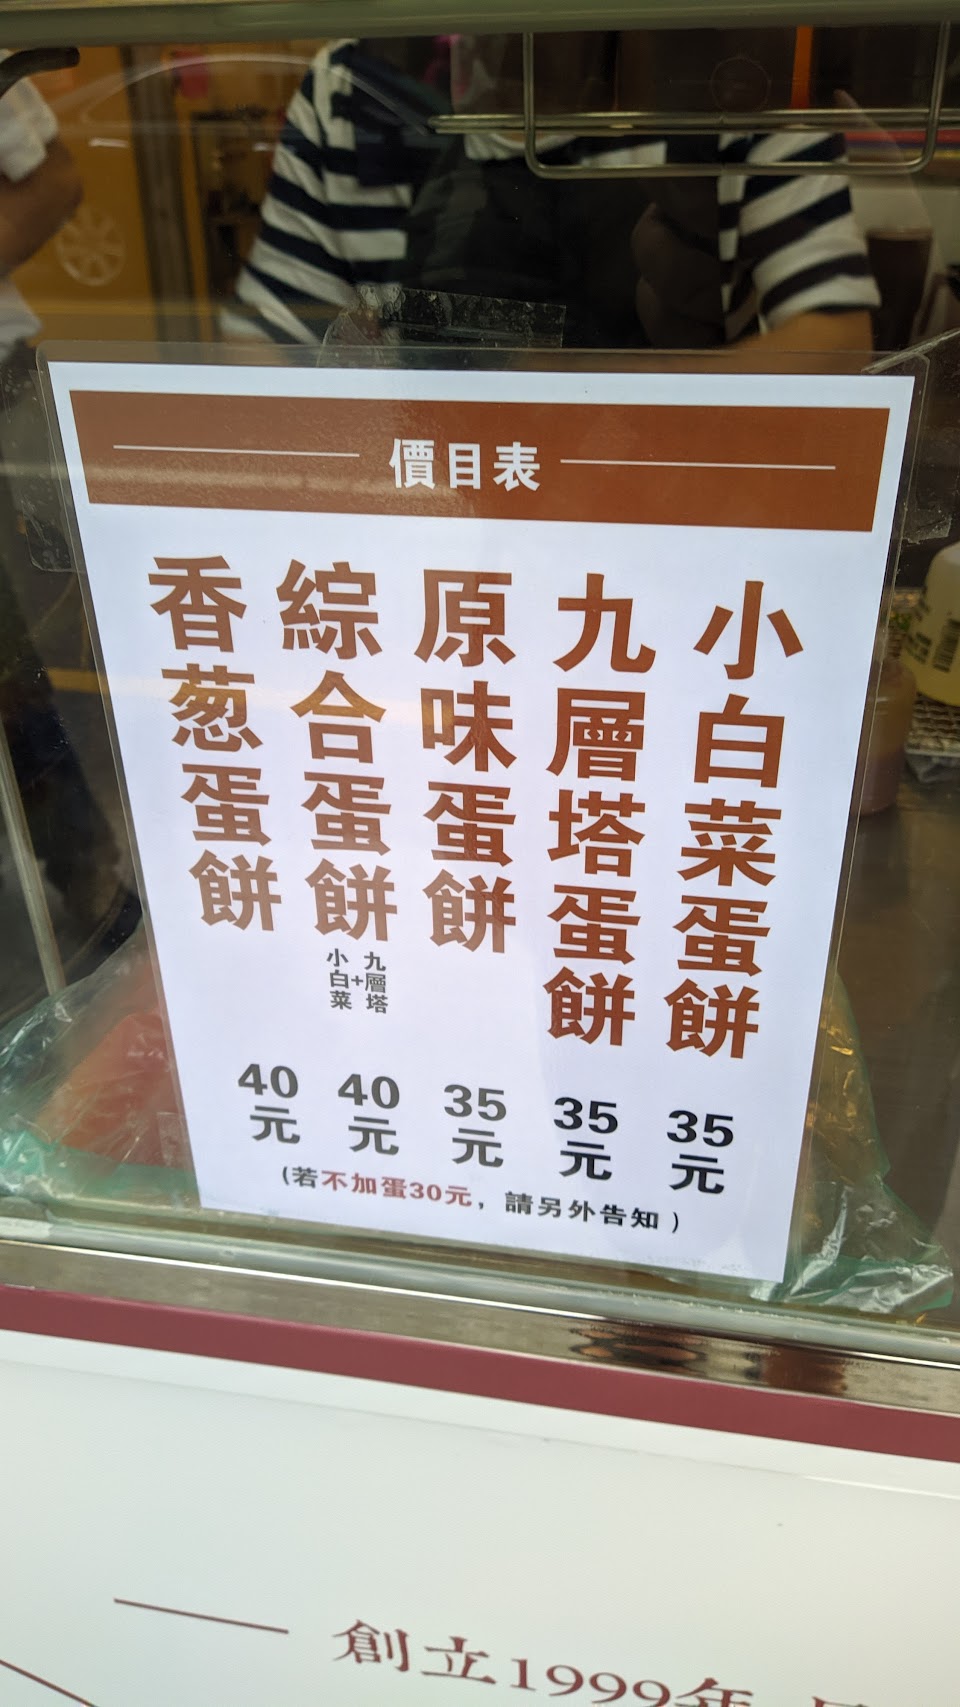 價目表
小白菜蛋餅
35元
九層塔蛋餅
35元
原味蛋餅
35元
綜合蛋餅
九層塔+
小白菜
40元
香葱蛋餅
40元
(若不加蛋30元，請另外告知)
創立1999年